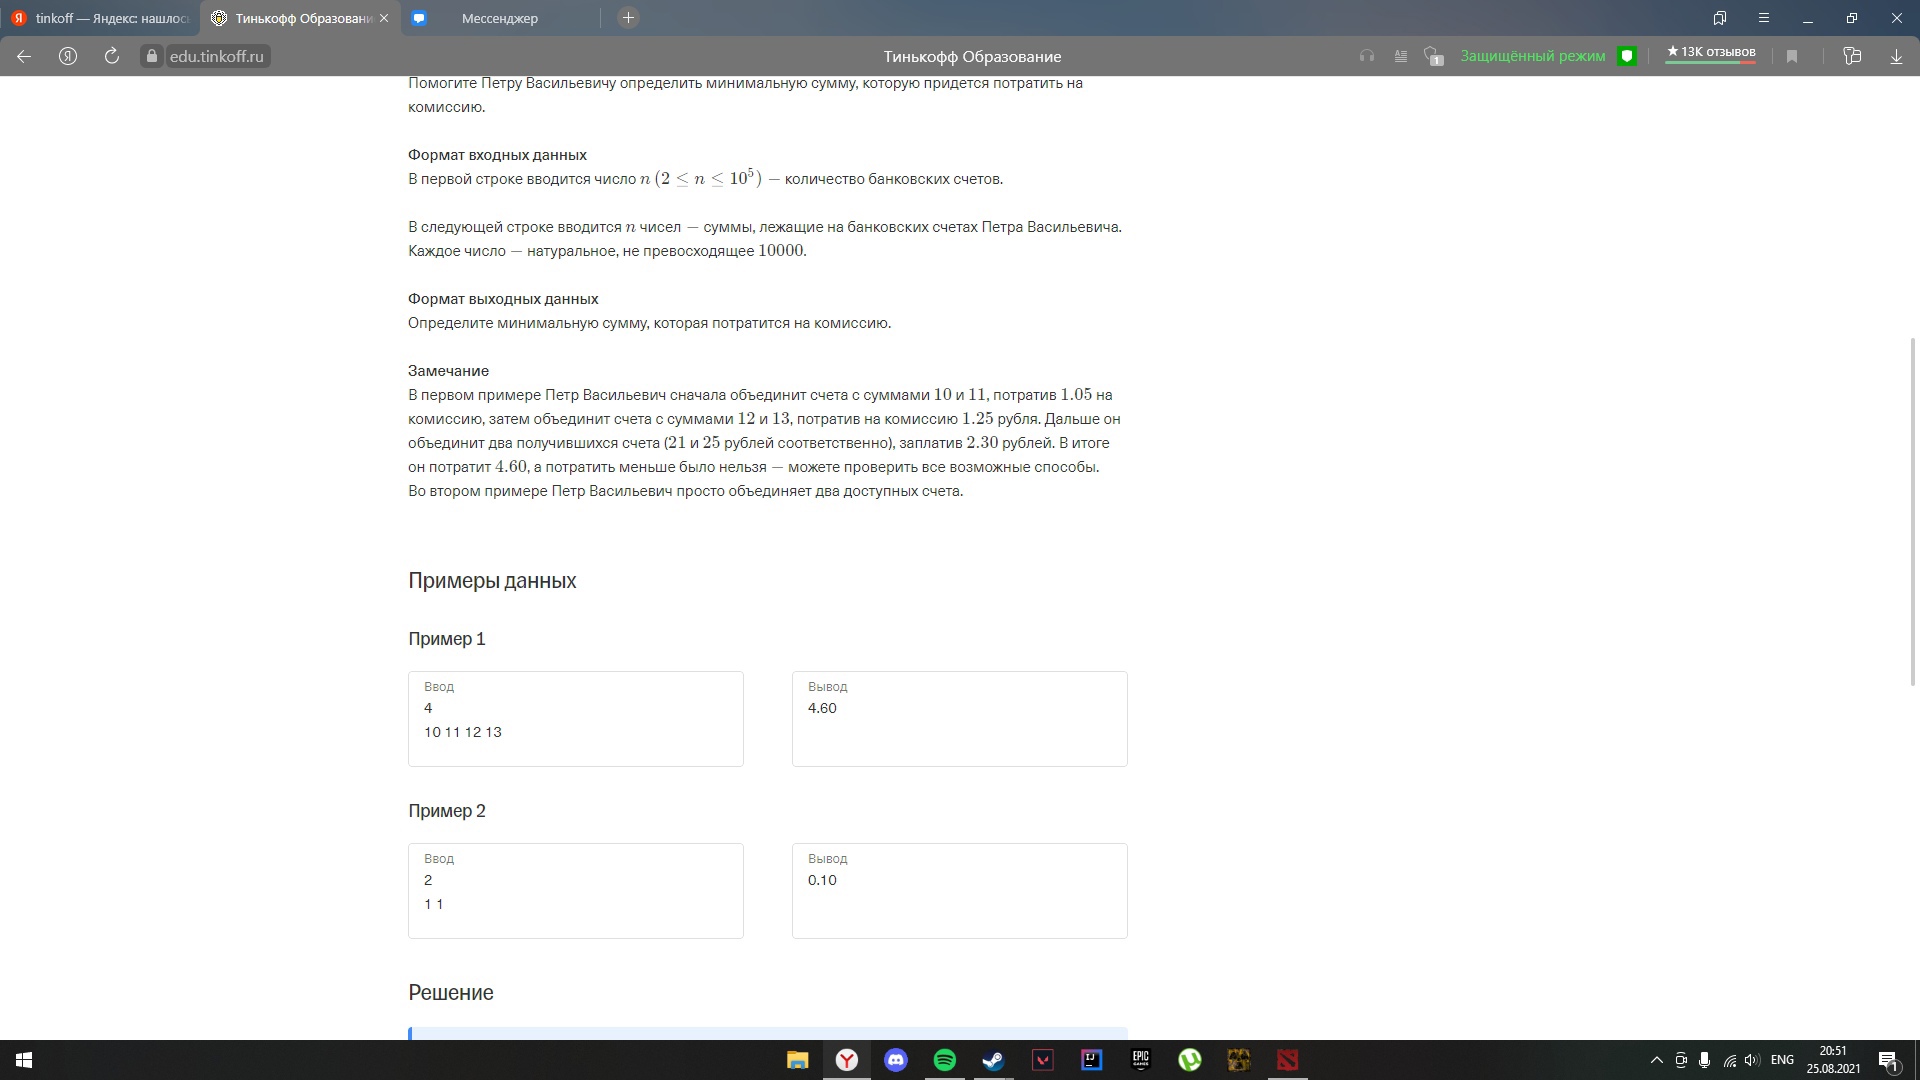 tinkoff — Яндекс: нашлось
Тинькофф Образовани
Мессенджер
edu.tinkoff.ru
Тинькофф Образование
1
Защищённый режим
★ 13K отзывов
Помогите Петру Васильевичу определить минимальную сумму, которую придется потратить на
комиссию.
Формат входных данных
В первой строке вводится число n (2 ≤ n ≤ 10⁵) — количество банковских счетов.
В следующей строке вводится n чисел — суммы, лежащие на банковских счетах Петра Васильевича.
Каждое число — натуральное, не превосходящее 10000.
Формат выходных данных
Определите минимальную сумму, которая потратится на комиссию.
Замечание
В первом примере Петр Васильевич сначала объединит счета с суммами 10 и 11, потратив 1.05 на
комиссию, затем объединит счета с суммами 12 и 13, потратив на комиссию 1.25 рубля. Дальше он
объединит два получившихся счета (21 и 25 рублей соответственно), заплатив 2.30 рублей. В итоге
он потратит 4.60, а потратить меньше было нельзя — можете проверить все возможные способы.
Во втором примере Петр Васильевич просто объединяет два доступных счета.
Примеры данных
Пример 1
Ввод
4
10 11 12 13
Вывод
4.60
Пример 2
Ввод
2
1 1
Вывод
0.10
Решение
EPIC
GAMES
IJ
ENG
20:51
25.08.2021
1